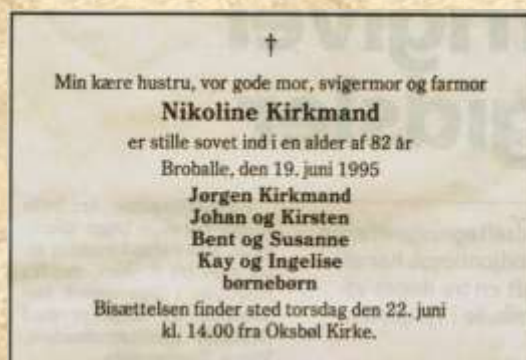 †
Min kære hustru, vor gode mor, svigermor og farmor
Nikoline Kirkmand
er stille sovet ind i en alder af 82 år
Broballe, den 19. juni 1995
Jørgen Kirkmand
Johan og Kirsten
Bent og Susanne
Kay og Ingelise
børnebørn
Bisættelsen finder sted torsdag den 22. juni
kl. 14.00 fra Oksbøl Kirke.